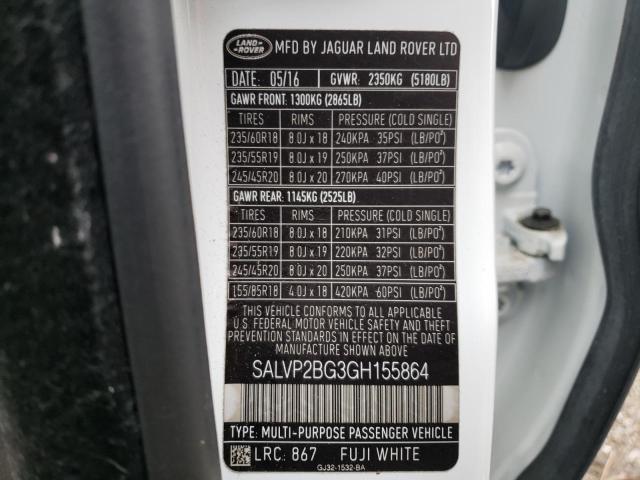 LAND ROVER MFD BY JAGUAR LAND ROVER LTD
DATE: 05/16 GVWR: 2350KG (5180LB)
GAWR FRONT: 1300KG (2865LB)
TIRES RIMS PRESSURE (COLD SINGLE)
235/60R18 8.0J x 18 240KPA 35PSI (LB/PO²)
235/55R19 8.0J x 19 250KPA 37PSI (LB/PO²)
245/45R20 8.0J x 20 270KPA 40PSI (LB/PO²)
GAWR REAR: 1145KG (2525LB)
TIRES RIMS PRESSURE (COLD SINGLE)
235/60R18 8.0J x 18 210KPA 31PSI (LB/PO²)
235/55R19 8.0J x 19 220KPA 32PSI (LB/PO²)
245/45R20 8.0J x 20 250KPA 37PSI (LB/PO²)
155/85R18 4.0J x 18 420KPA 60PSI (LB/PO²)
THIS VEHICLE CONFORMS TO ALL APPLICABLE
U.S. FEDERAL MOTOR VEHICLE SAFETY AND THEFT
PREVENTION STANDARDS IN EFFECT ON THE DATE OF
MANUFACTURE SHOWN ABOVE.
SALVP2BG3GH155864
TYPE: MULTI-PURPOSE PASSENGER VEHICLE
LRC: 867 FUJI WHITE
GJ32-1532-BA